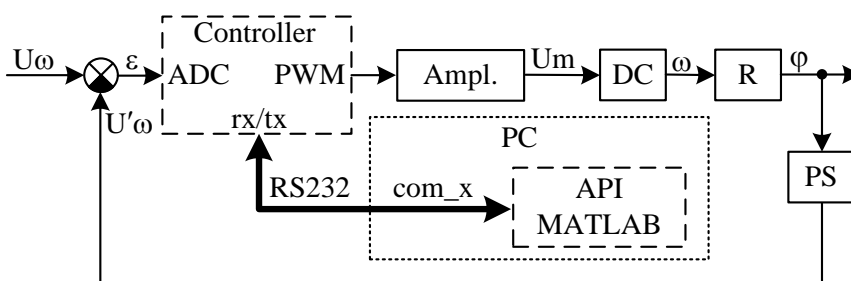 Controller
Uω
ε
ADC
PWM
Ampl.
Um
DC
ω
R
φ
U'ω
rx/tx
PC
PS
RS232
com_x
API
MATLAB